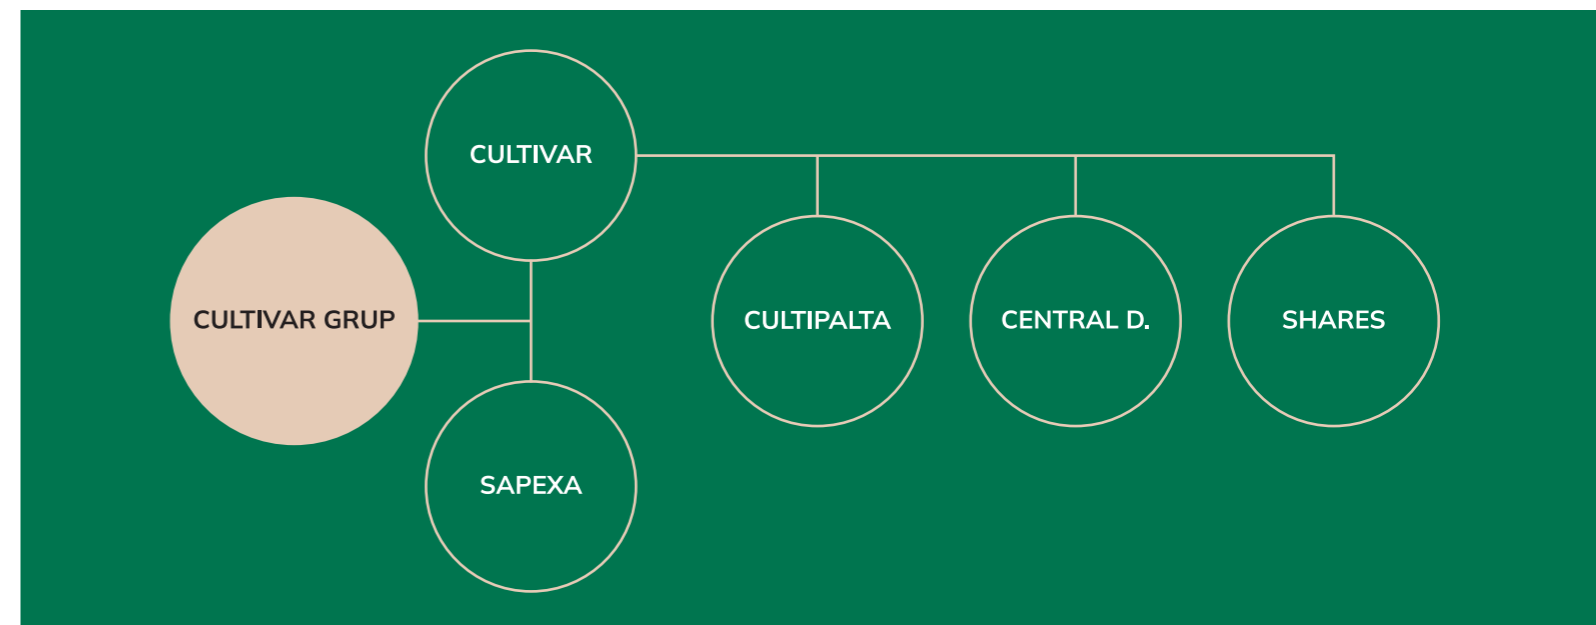 CULTIVAR
CULTIVAR GRUP
CULTIPALTA
CENTRAL D.
SHARES
SAPEXA